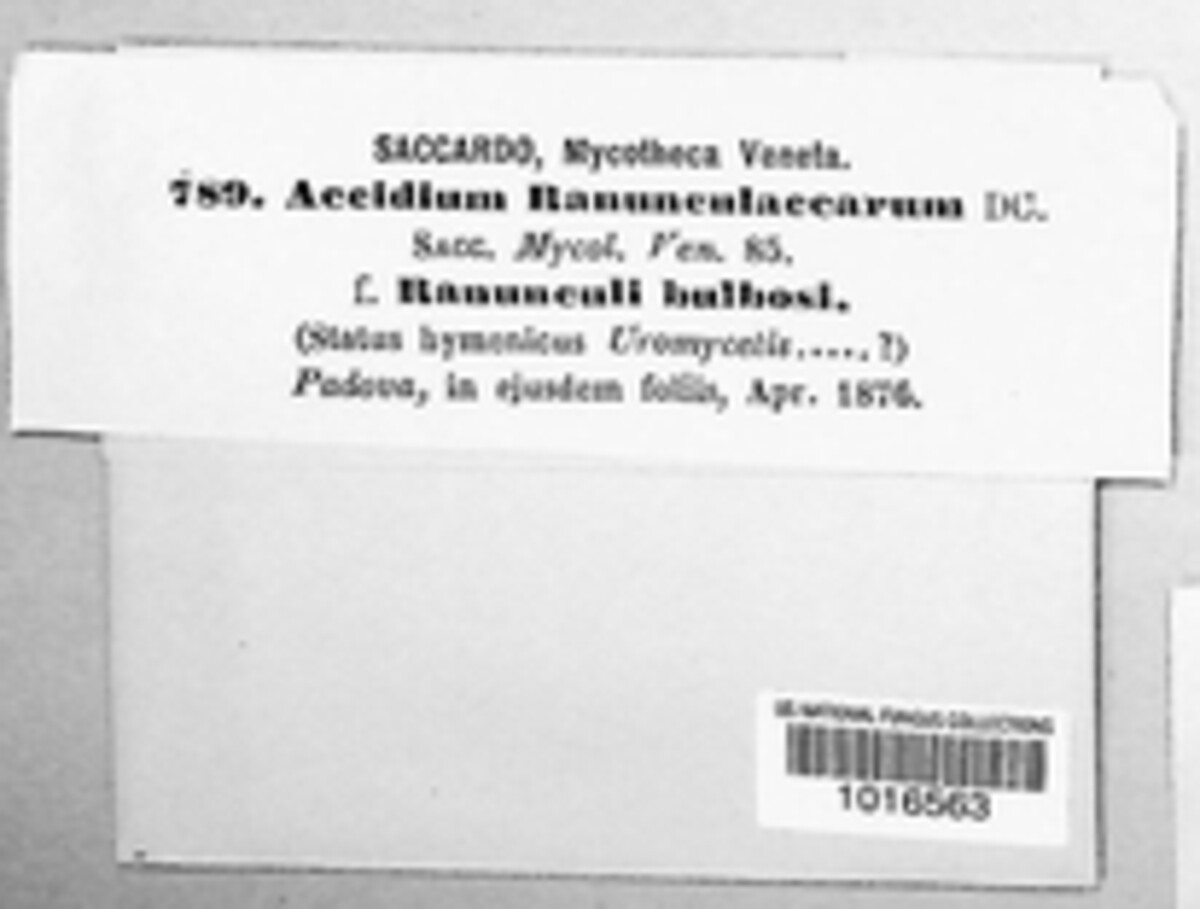 SACCARDO, Mycotheca Veneta.
789. Aecidium Ranunculacearum DC.
Sacc. Mycol. Ven. 85.
f. Ranunculi bulbosi.
(Status hymenicus Uromycetis.....?)
Padova, in ejusdem foliis, Apr. 1876.
US NATIONAL FUNGUS COLLECTIONS
1016563